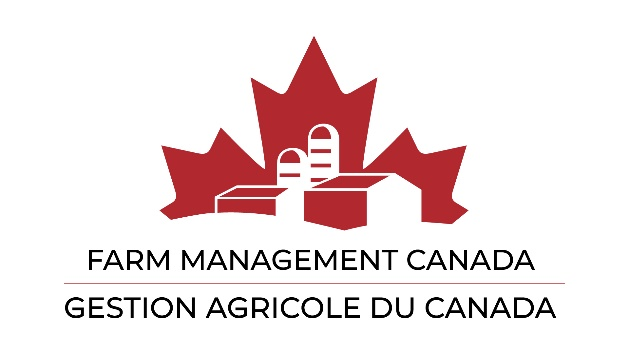 FARM MANAGEMENT CANADA
GESTION AGRICOLE DU CANADA